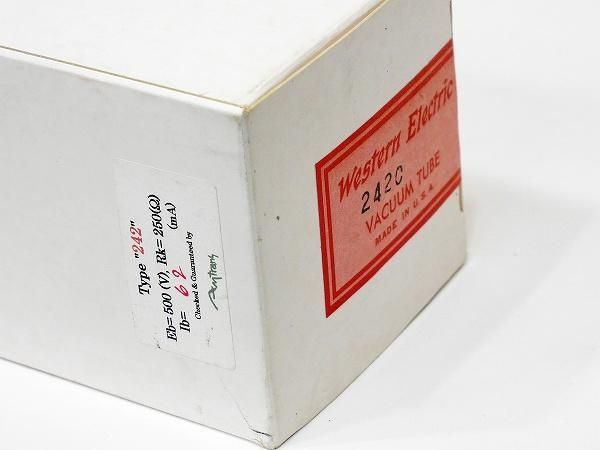 Type "242"
Eb=500 (V), Rk=250(Ω)
Ib= 62 (mA)
Checked & Guaranteed by
Western Electric
242C
VACUUM TUBE
MADE IN U.S.A.